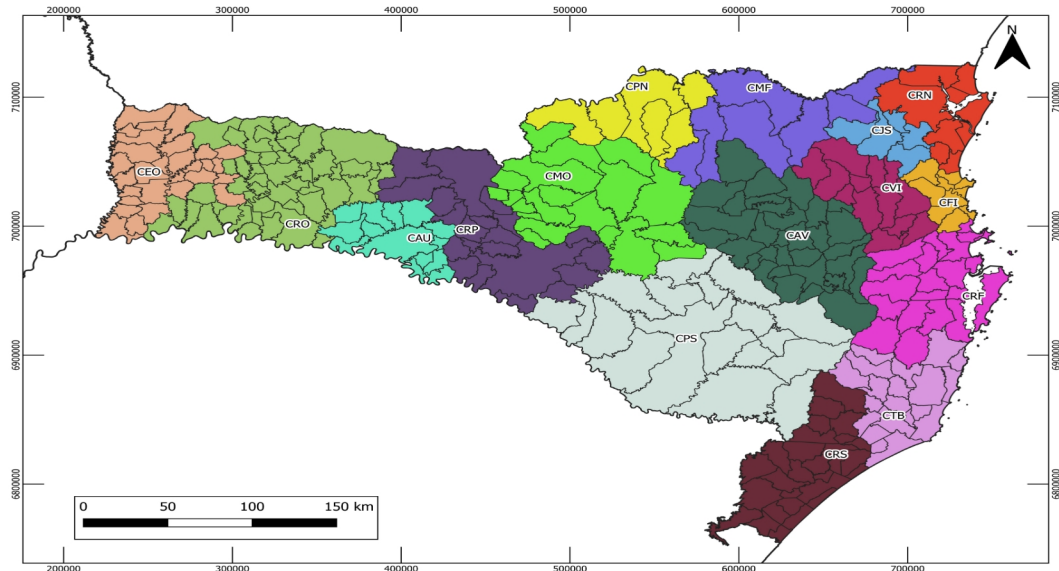 200000 300000 400000 500000 600000 700000
N
7100000 7100000
CPN CMF CRN
CJS
CEO CMO CVI
CFI
7000000 CRO CAU CRP CAV 7000000
CRF
CPS
6900000 6900000
CTB
CRS
6800000 6800000
0 50 100 150 km
200000 300000 400000 500000 600000 700000